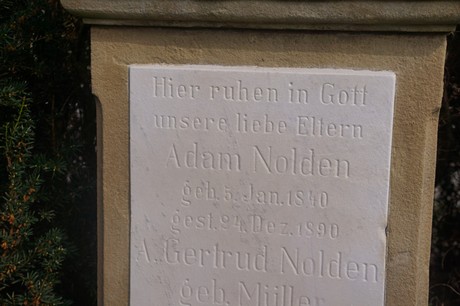 Hier ruhen in Gott
unsere liebe Eltern
Adam Nolden
geb. 5. Jan. 1840
gest. 24. Dez. 1890
A. Gertrud Nolden
geb. Müller